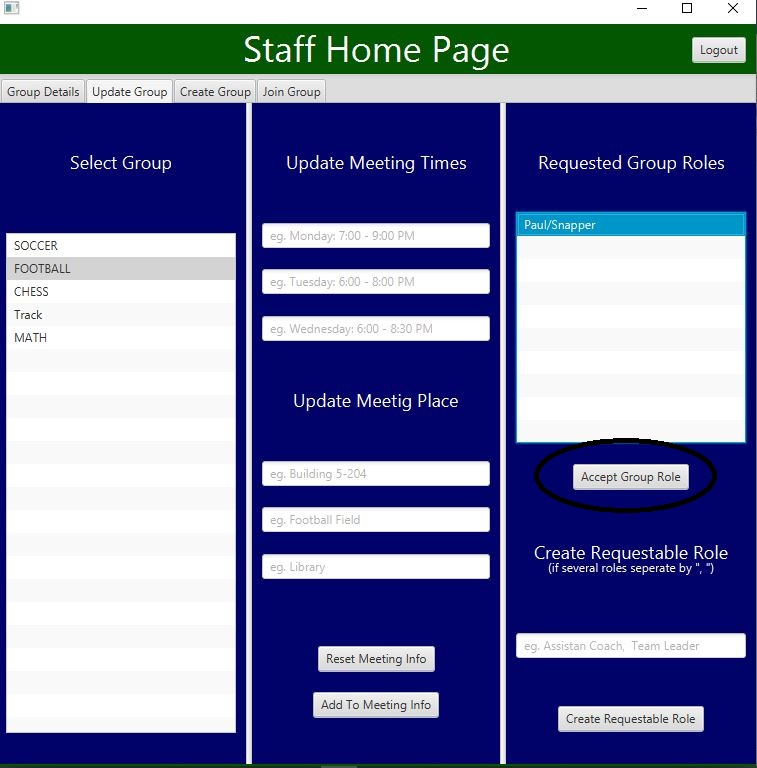 Staff Home Page
Logout
Group Details
Update Group
Create Group
Join Group
Select Group
SOCCER
FOOTBALL
CHESS
Track
MATH
Update Meeting Times
eg. Monday: 7:00 - 9:00 PM
eg. Tuesday: 6:00 - 8:00 PM
eg. Wednesday: 6:00 - 8:30 PM
Update Meetig Place
eg. Building 5-204
eg. Football Field
eg. Library
Reset Meeting Info
Add To Meeting Info
Requested Group Roles
Paul/Snapper
Accept Group Role
Create Requestable Role
(if several roles seperate by ", ")
eg. Assistan Coach,  Team Leader
Create Requestable Role